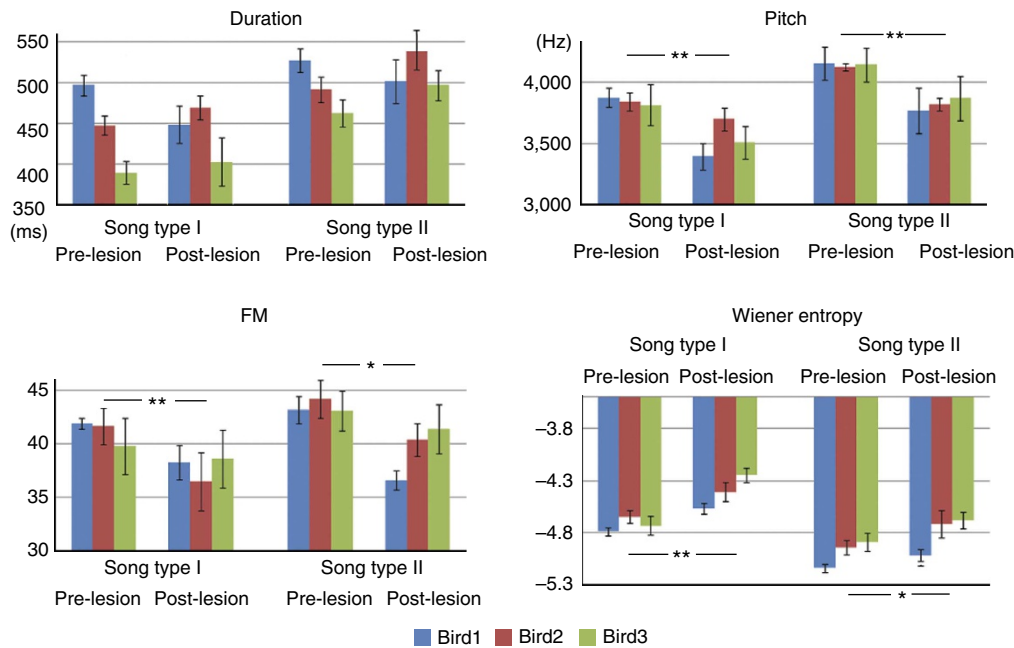 Duration
550
500
450
400
350
(ms)
Song type I Song type II
Pre-lesion Post-lesion Pre-lesion Post-lesion
Pitch
(Hz)
** **
4,000
3,500
3,000
Song type I Song type II
Pre-lesion Post-lesion Pre-lesion Post-lesion
FM
*
45
**
40
35
30
Song type I Song type II
Pre-lesion Post-lesion Pre-lesion Post-lesion
Wiener entropy
Song type I Song type II
Pre-lesion Post-lesion Pre-lesion Post-lesion
–3.8
–4.3
–4.8
**
–5.3
*
Bird1 Bird2 Bird3